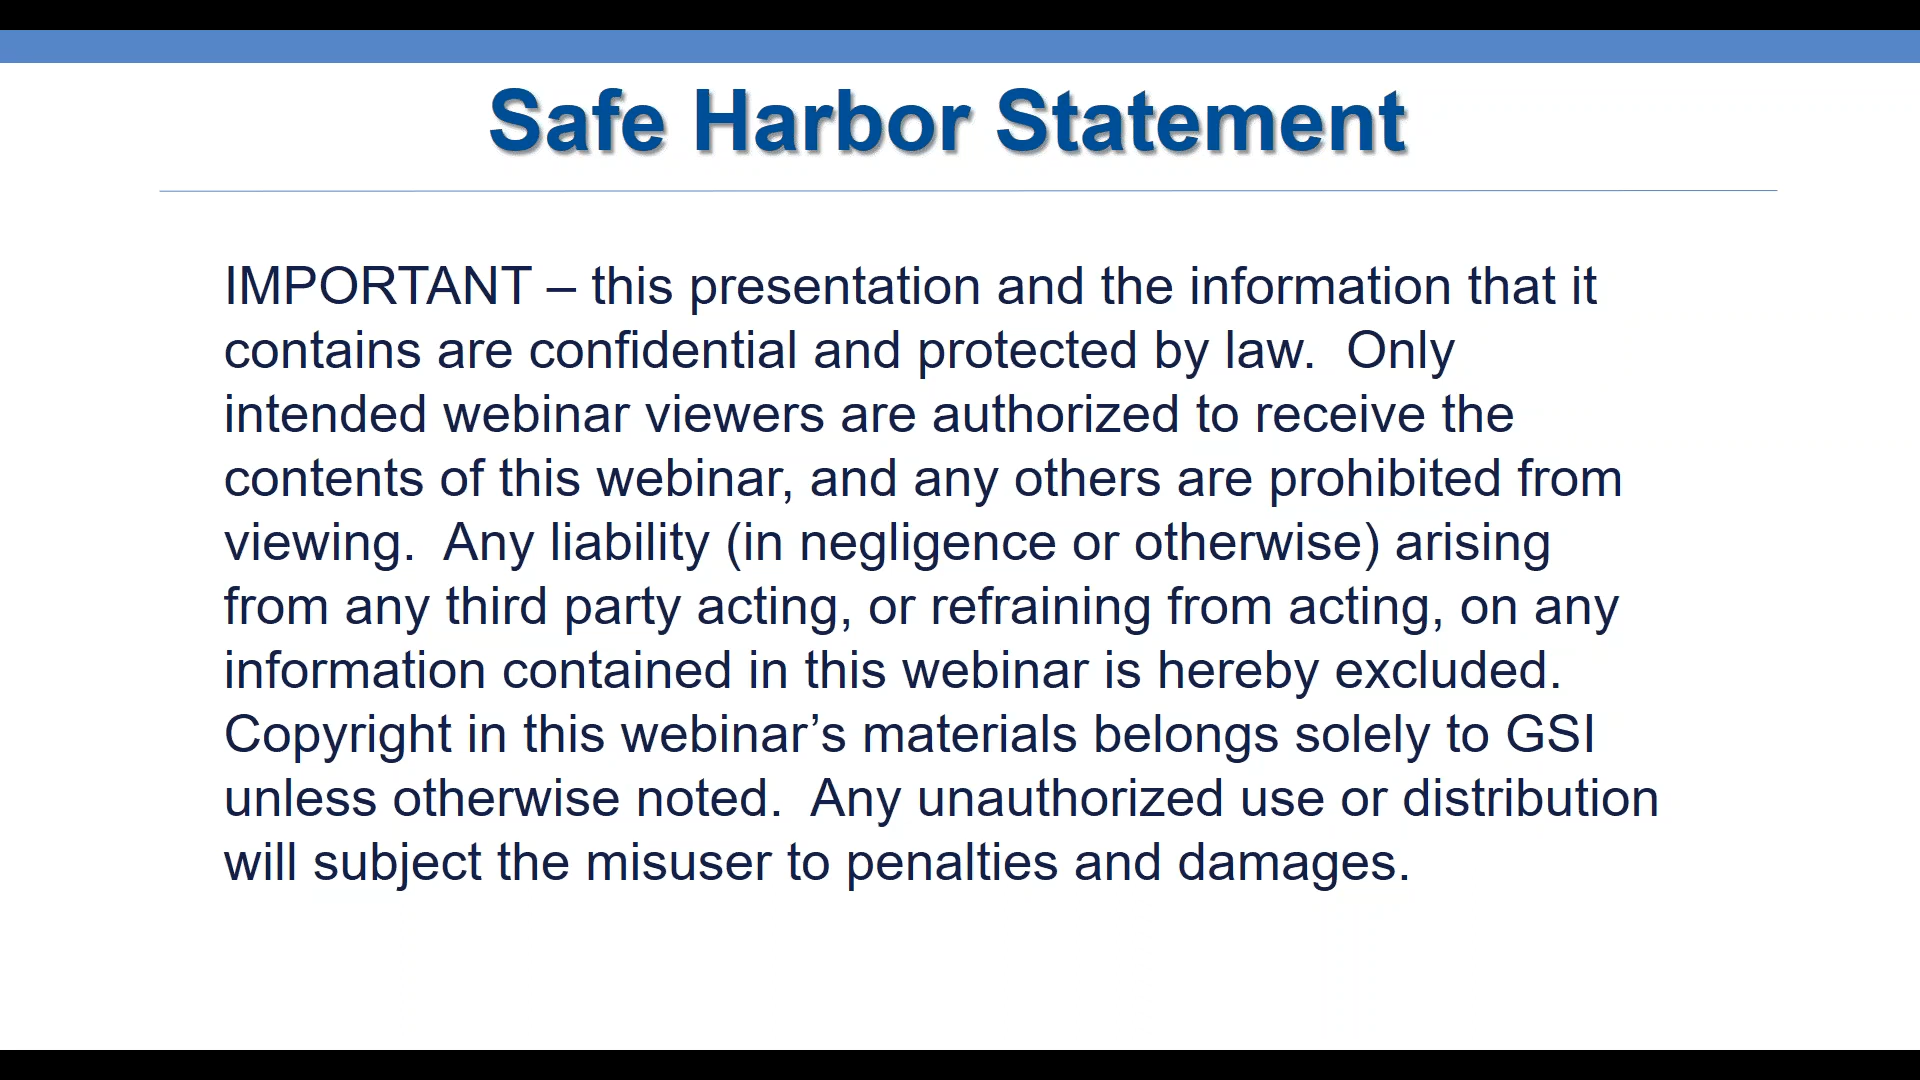 Safe Harbor Statement
IMPORTANT – this presentation and the information that it
contains are confidential and protected by law.  Only
intended webinar viewers are authorized to receive the
contents of this webinar, and any others are prohibited from
viewing.  Any liability (in negligence or otherwise) arising
from any third party acting, or refraining from acting, on any
information contained in this webinar is hereby excluded.
Copyright in this webinar’s materials belongs solely to GSI
unless otherwise noted.  Any unauthorized use or distribution
will subject the misuser to penalties and damages.